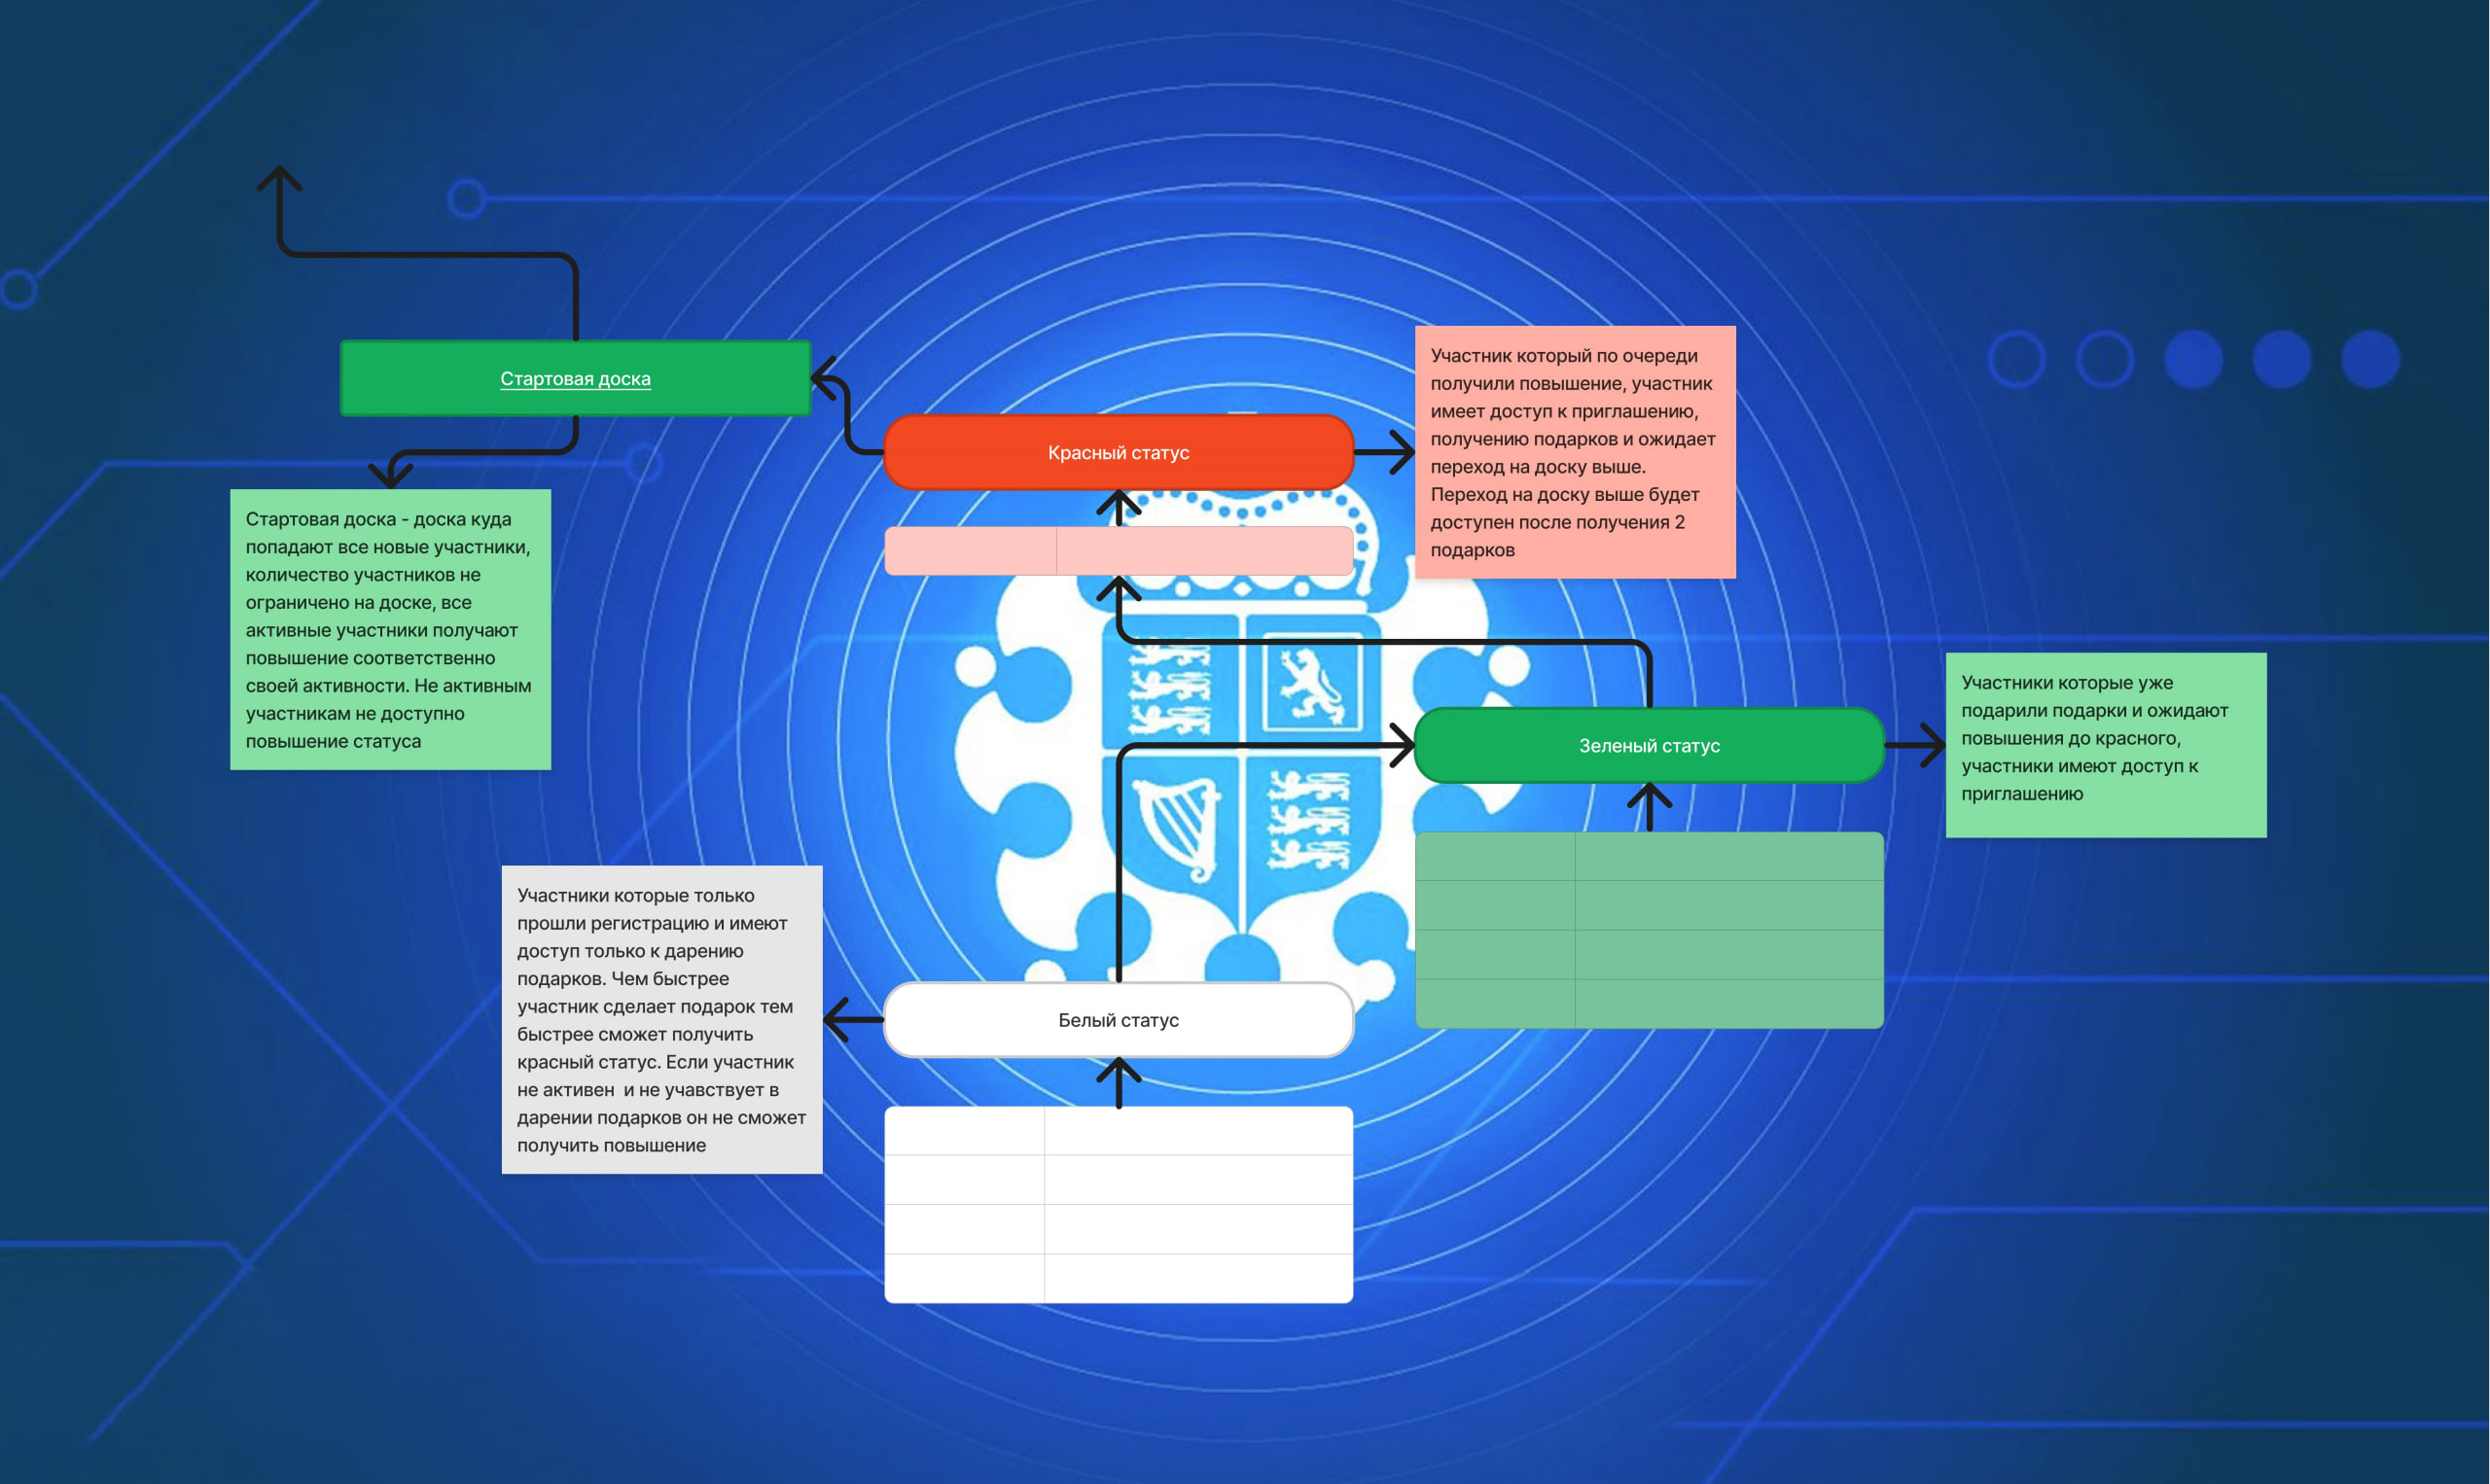 Стартовая доска
Стартовая доска - доска куда
попадают все новые участники,
количество участников не
ограничено на доске, все
активные участники получают
повышение соответственно
своей активности. Не активным
участникам не доступно
повышение статуса
Красный статус
Участник который по очереди
получили повышение, участник
имеет доступ к приглашению,
получению подарков и ожидает
переход на доску выше.
Переход на доску выше будет
доступен после получения 2
подарков
Зеленый статус
Участники которые уже
подарили подарки и ожидают
повышения до красного,
участники имеют доступ к
приглашению
Участники которые только
прошли регистрацию и имеют
доступ только к дарению
подарков. Чем быстрее
участник сделает подарок тем
быстрее сможет получить
красный статус. Если участник
не активен  и не учавствует в
дарении подарков он не сможет
получить повышение
Белый статус